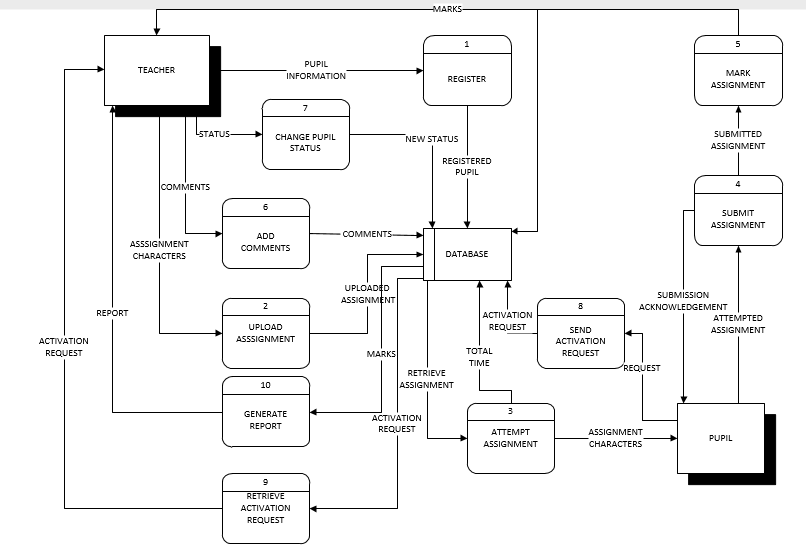 MARKS
1
REGISTER
5
MARK
ASSIGNMENT
TEACHER
PUPIL
INFORMATION
7
CHANGE PUPIL
STATUS
STATUS
NEW STATUS
REGISTERED
PUPIL
SUBMITTED
ASSIGNMENT
4
SUBMIT
ASSIGNMENT
COMMENTS
6
ADD
COMMENTS
COMMENTS
DATABASE
ASSSIGNMENT
CHARACTERS
UPLOADED
ASSIGNMENT
SUBMISSION
ACKNOWLEDGEMENT
ATTEMPTED
ASSIGNMENT
REPORT
2
UPLOAD
ASSSIGNMENT
ACTIVATION
REQUEST
8
SEND
ACTIVATION
REQUEST
ACTIVATION
REQUEST
MARKS
TOTAL
TIME
RETRIEVE
ASSIGNMENT
REQUEST
10
GENERATE
REPORT
ACTIVATION
REQUEST
3
ATTEMPT
ASSIGNMENT
ASSIGNMENT
CHARACTERS
PUPIL
9
RETRIEVE
ACTIVATION
REQUEST